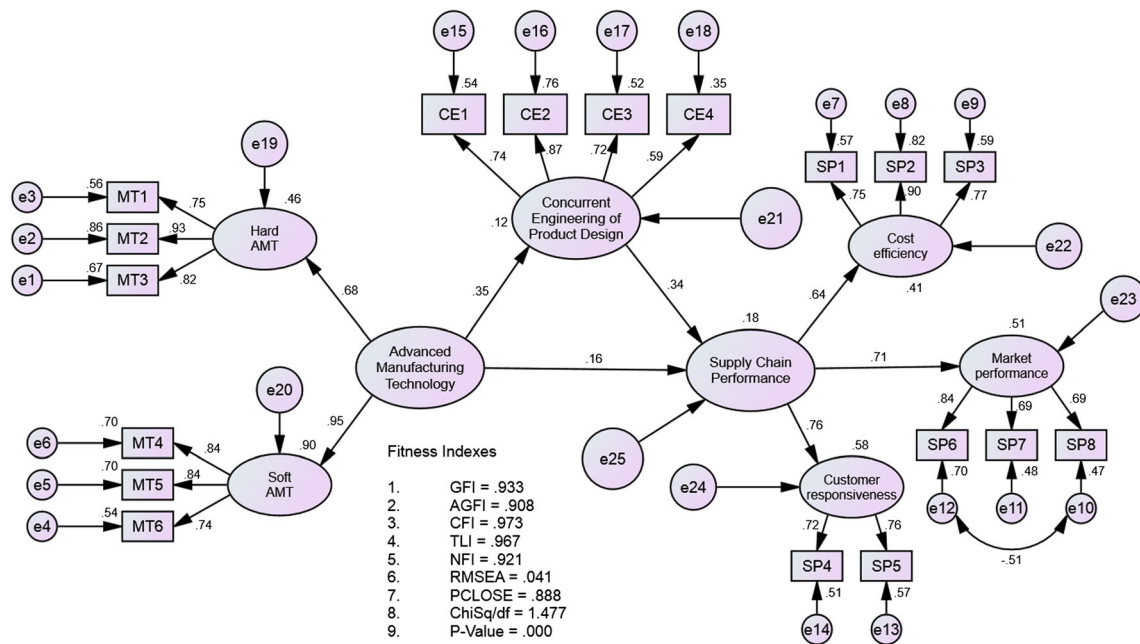 e15
e16
e17
e18
.54
.76
.52
.35
CE1
CE2
CE3
CE4
.74
.87
.72
.59
e7
e8
e9
.57
.82
.59
SP1
SP2
SP3
.75
.90
.77
e19
.46
e3
.56
MT1
.75
e2
.86
MT2
.93
e1
.67
MT3
.82
Hard
AMT
.12
Concurrent
Engineering of
Product Design
e21
Cost
efficiency
e22
.41
.68
.35
.34
.64
e23
Advanced
Manufacturing
Technology
.16
.18
Supply Chain
Performance
.71
.51
Market
performance
.84
.69
.69
SP6
SP7
SP8
.70
.48
.47
e12
e11
e10
-.51
e20
.95
.90
e6
.70
MT4
.84
e5
.70
MT5
.84
e4
.54
MT6
.74
Soft
AMT
e25
.76
e24
.58
Customer
responsiveness
.72
.76
SP4
SP5
.51
.57
e14
e13
Fitness Indexes
1. GFI = .933
2. AGFI = .908
3. CFI = .973
4. TLI = .967
5. NFI = .921
6. RMSEA = .041
7. PCLOSE = .888
8. ChiSq/df = 1.477
9. P-Value = .000